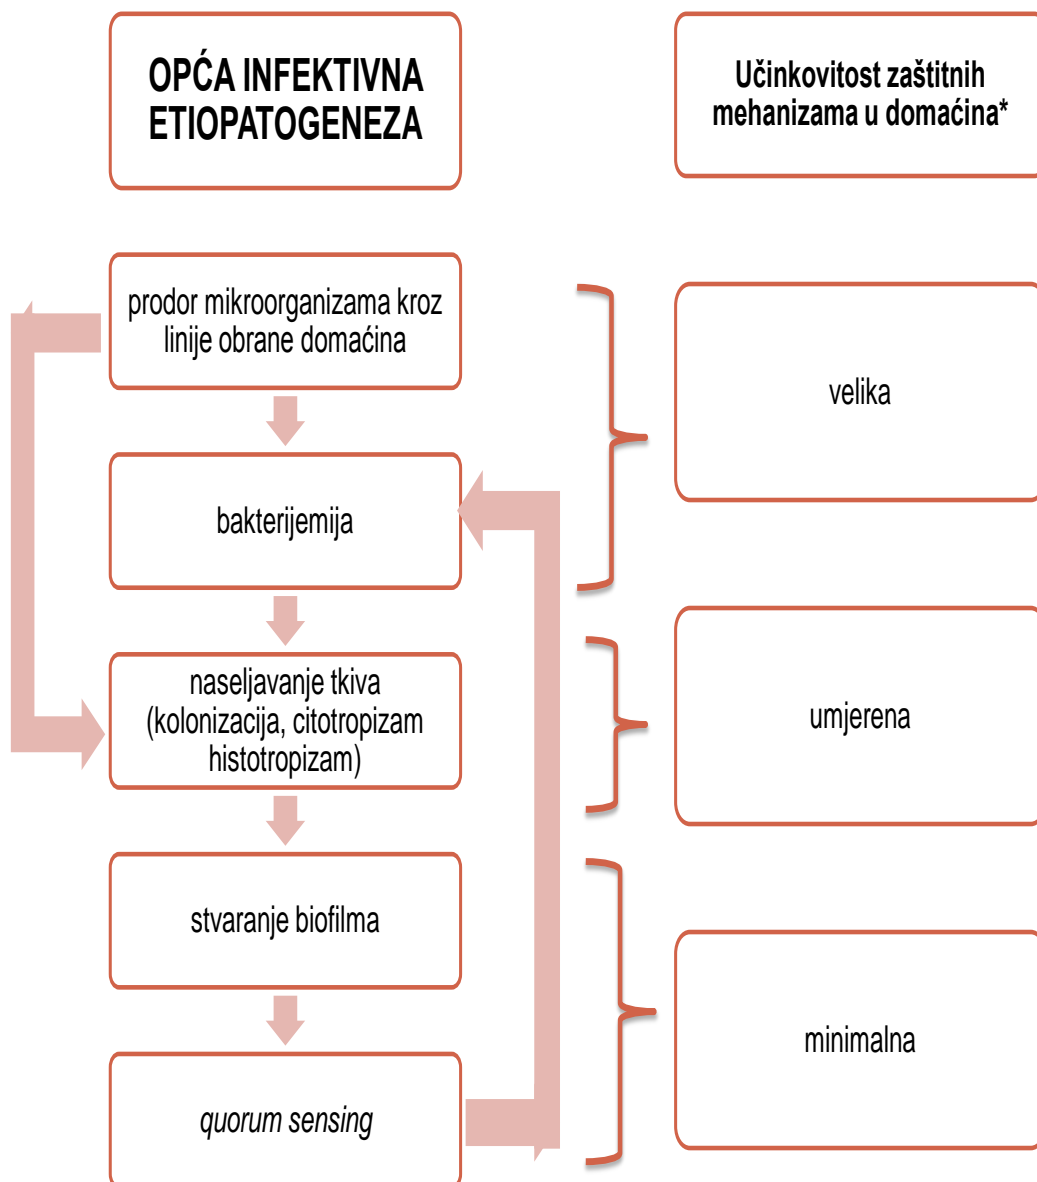 OPĆA INFEKTIVNA
ETIOPATOGENEZA
Učinkovitost zaštitnih
mehanizama u domaćina*
prodor mikroorganizama kroz
linije obrane domaćina
velika
bakterijemija
naseljavanje tkiva
(kolonizacija, citotropizam
histotropizam)
umjerena
stvaranje biofilma
minimalna
quorum sensing